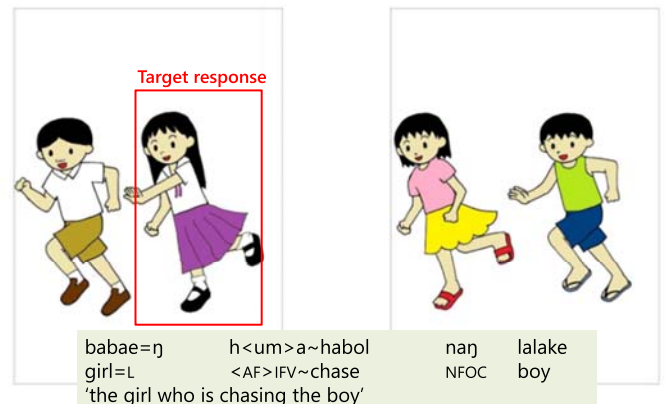 Target response
babae=ŋ h<um>a~habol naŋ lalake
girl=L <AF>IFV~chase NFOC boy
‘the girl who is chasing the boy’